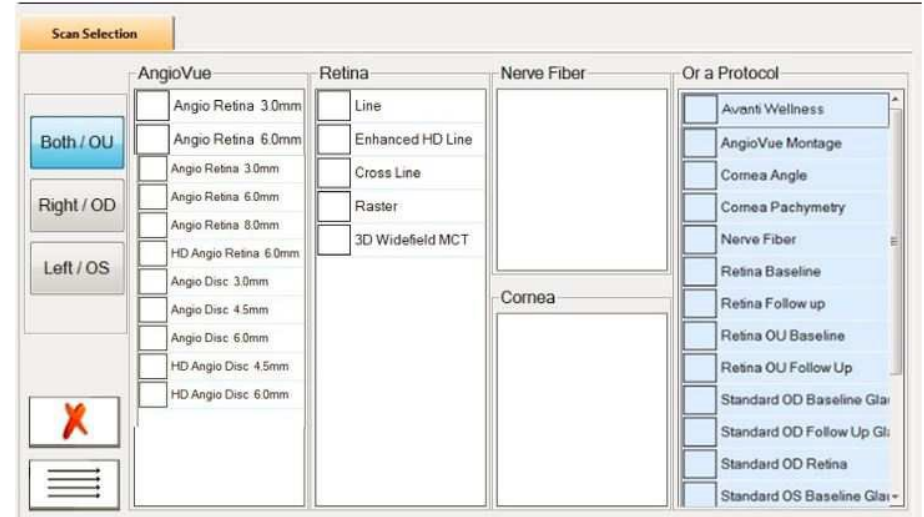 Scan Selection
AngioVue
Angio Retina 3.0mm
Angio Retina 6.0mm
Angio Retina 3.0mm
Angio Retina 6.0mm
Angio Retina 8.0mm
HD Angio Retina 6.0mm
Angio Disc 3.0mm
Angio Disc 4.5mm
Angio Disc 6.0mm
HD Angio Disc 4.5mm
HD Angio Disc 6.0mm
Retina
Line
Enhanced HD Line
Cross Line
Raster
3D Widefield MCT
Nerve Fiber
Cornea
Or a Protocol
Avanti Wellness
AngioVue Montage
Cornea Angle
Cornea Pachymetry
Nerve Fiber
Retina Baseline
Retina Follow up
Retina OU Baseline
Retina OU Follow Up
Standard OD Baseline Glau
Standard OD Follow Up Gla
Standard OD Retina
Standard OS Baseline Glau
Both / OU
Right / OD
Left / OS